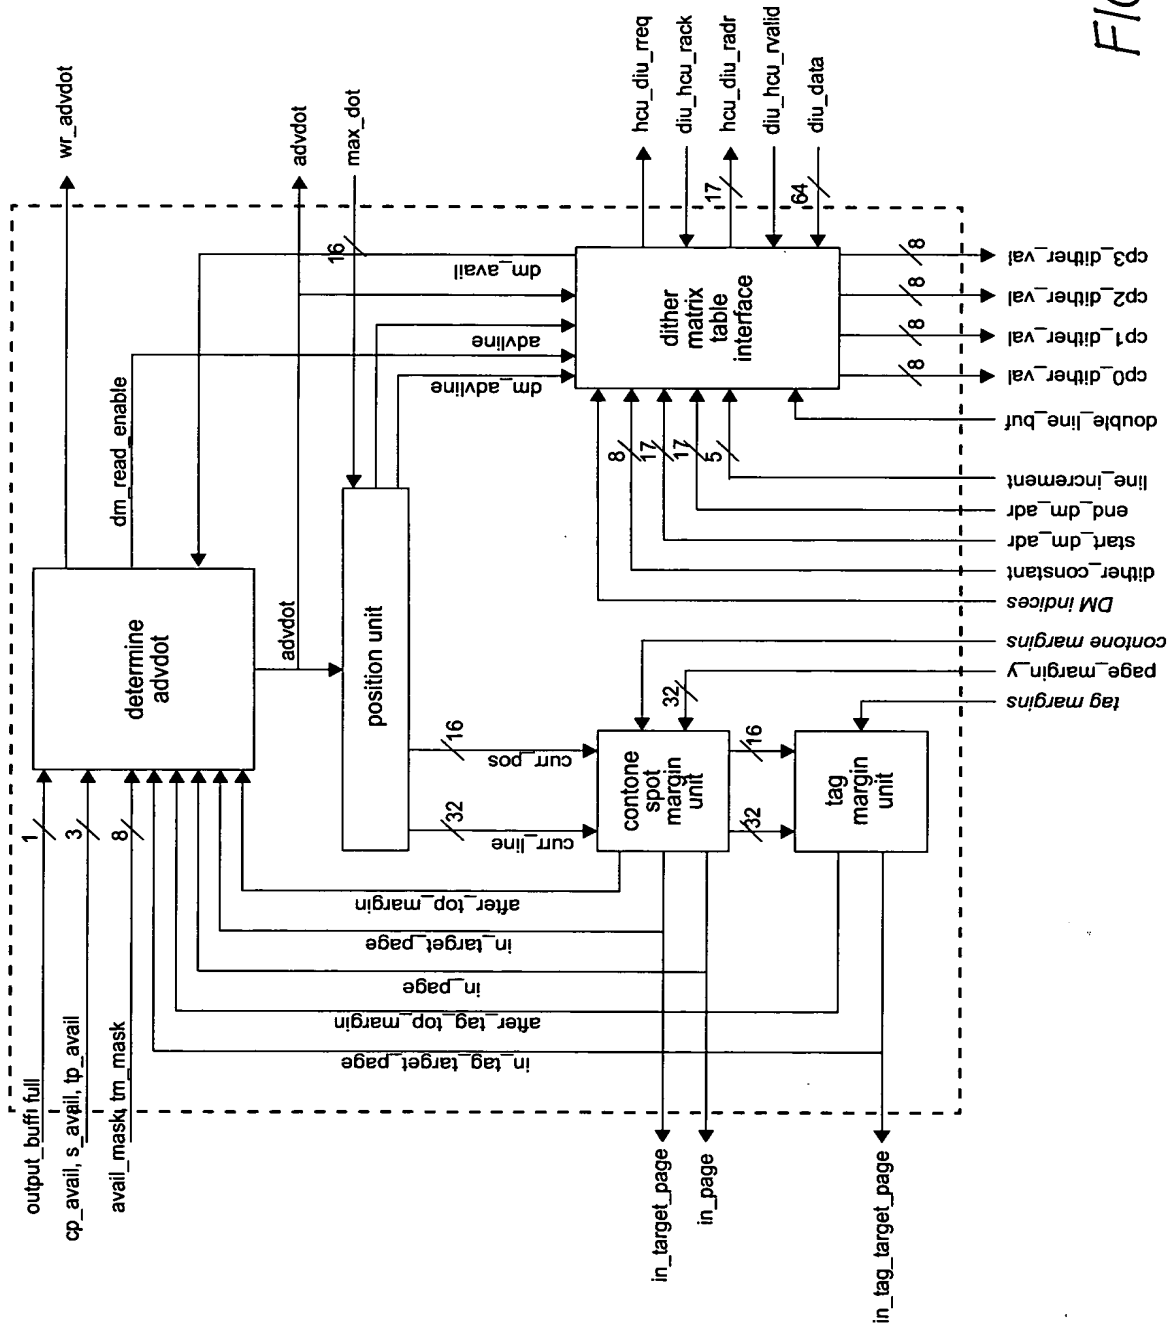 FIG
wr_advdot
advdot
max_dot
hcu_diu_rreq
diu_hcu_rack
hcu_diu_radr
diu_hcu_rvalid
diu_data
17
64
16
dm_avail
dm_read_enable
advline
dm_advline
determine
advdot
advdot
position unit
dither
matrix
table
interface
8
8
8
8
cp3_dither_val
cp2_dither_val
cp1_dither_val
cp0_dither_val
double_line_buf
line_increment
end_dm_adr
start_dm_adr
dither_constant
DM indices
8
17
17
5
contone margins
page_margin_y
tag margins
32
16
curr_pos
32
curr_line
contone
spot
margin
unit
16
32
tag
margin
unit
1
3
8
output_buff full
cp_avail, s_avail, tp_avail
avail_mask, tm_mask
after_top_margin
in_target_page
in_page
after_tag_top_margin
in_tag_target_page
in_target_page
in_page
in_tag_target_page